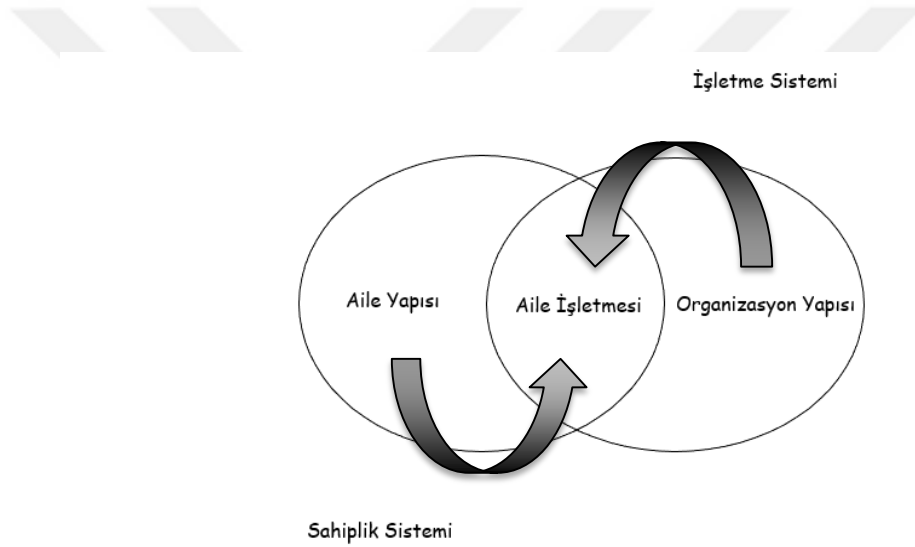 İşletme Sistemi
Aile Yapısı
Aile İşletmesi
Organizasyon Yapısı
Sahiplik Sistemi